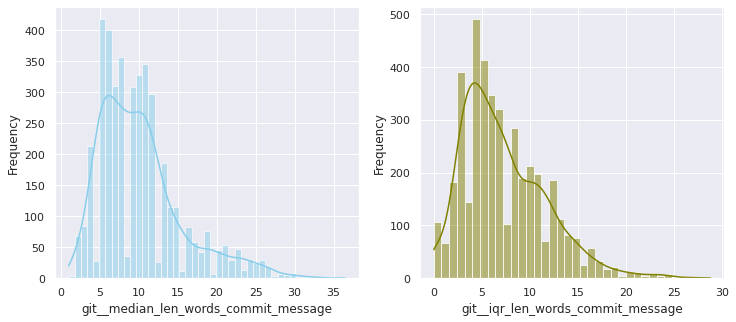 Frequency
400
350
300
250
200
150
100
50
0
0 5 10 15 20 25 30 35
git__median_len_words_commit_message
Frequency
500
400
300
200
100
0
0 5 10 15 20 25 30
git__iqr_len_words_commit_message